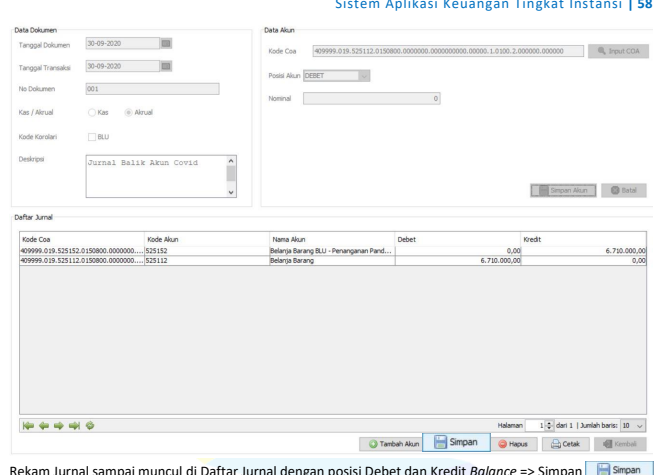 Sistem Aplikasi Keuangan Tingkat Instansi | 58
Data Dokumen
Tanggal Dokumen 30-09-2020
Tanggal Transaksi 30-09-2020
No Dokumen 001
Kas / Akrual Kas Akrual
Kode Korolari BLU
Deskripsi Jurnal Balik Akun Covid
Data Akun
Kode Coa 409999.019.525112.0150800.0000000.0000000000.00000.1.0100.2.000000.000000 Input COA
Posisi Akun DEBET
Nominal 0
Simpan Akun Batal
Daftar Jurnal
Kode Coa Kode Akun Nama Akun Debet Kredit
409999.019.525152.0150800.0000000.... 525152 Belanja Barang BLU - Penanganan Pand... 0,00 6.710.000,00
409999.019.525112.0150800.0000000.... 525112 Belanja Barang 6.710.000,00 0,00
Halaman 1 dari 1 | Jumlah baris: 10
Tambah Akun Simpan Hapus Cetak Kembali
Rekam Jurnal sampai muncul di Daftar Jurnal dengan posisi Debet dan Kredit Balance => Simpan Simpan